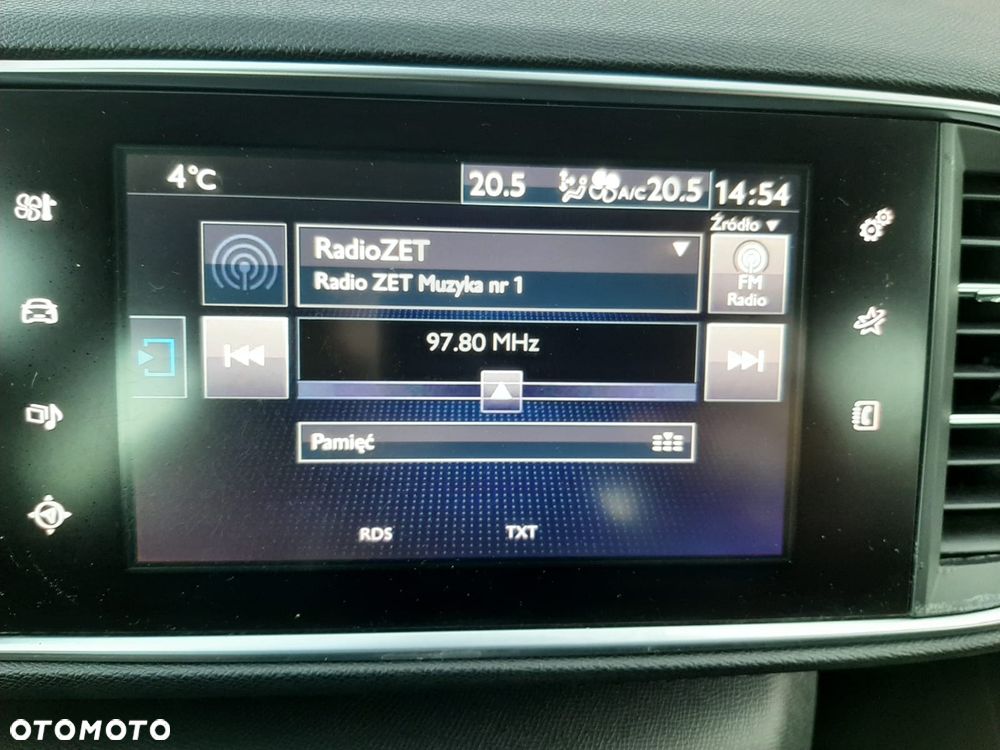 4°C
20.5 A/C 20.5 14:54
Źródło
RadioZET
Radio ZET Muzyka nr 1
FM
Radio
97.80 MHz
Pamięć
RDS TXT
OTOMOTO